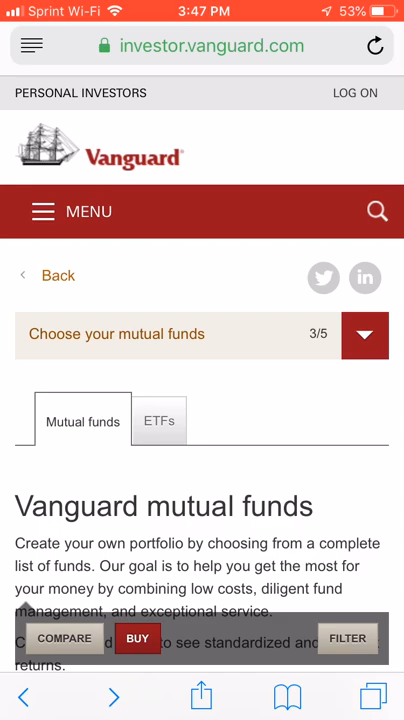 Sprint Wi-Fi 3:47 PM 53%
investor.vanguard.com
PERSONAL INVESTORS LOG ON
Vanguard®
MENU
Back
Choose your mutual funds 3/5
Mutual funds ETFs
Vanguard mutual funds
Create your own portfolio by choosing from a complete
list of funds. Our goal is to help you get the most for
your money by combining low costs, diligent fund
management, and exceptional service.
COMPARE BUY FILTER
to see standardized and
returns.